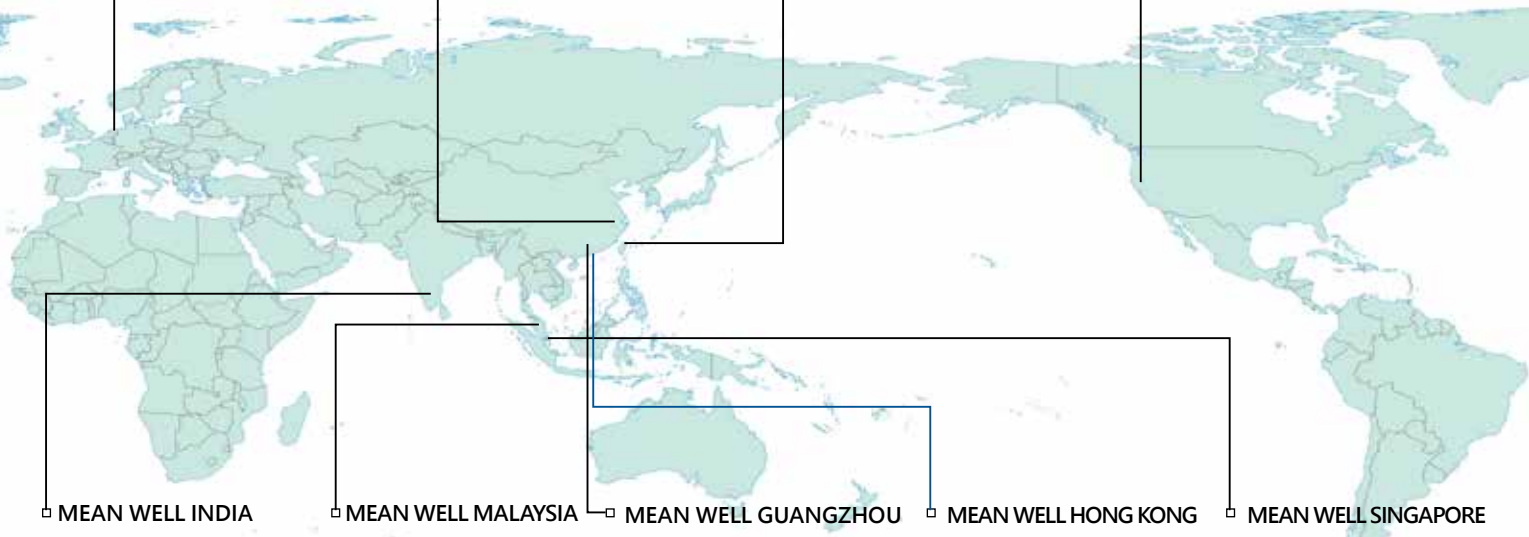 MEAN WELL INDIA
MEAN WELL MALAYSIA
MEAN WELL GUANGZHOU
MEAN WELL HONG KONG
MEAN WELL SINGAPORE